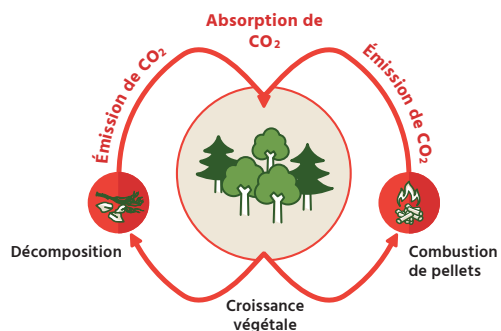 Absorption de
CO₂
Émission de CO₂
Émission de CO₂
Décomposition
Combustion
de pellets
Croissance
végétale